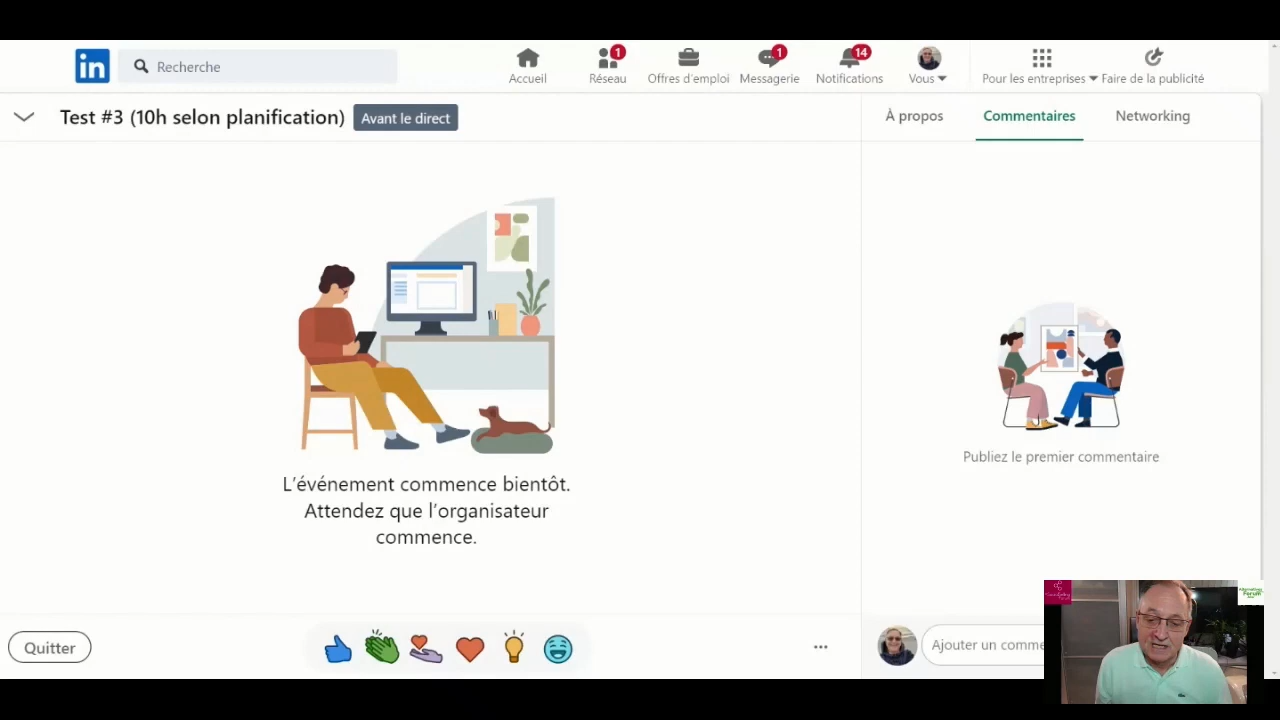 in
Recherche
Accueil
1
Réseau
Offres d'emploi
1
Messagerie
14
Notifications
Vous
Pour les entreprises
Faire de la publicité
Test #3 (10h selon planification)
Avant le direct
À propos
Commentaires
Networking
L'événement commence bientôt.
Attendez que l'organisateur
commence.
Publiez le premier commentaire
Quitter
Ajouter un comme
Forum